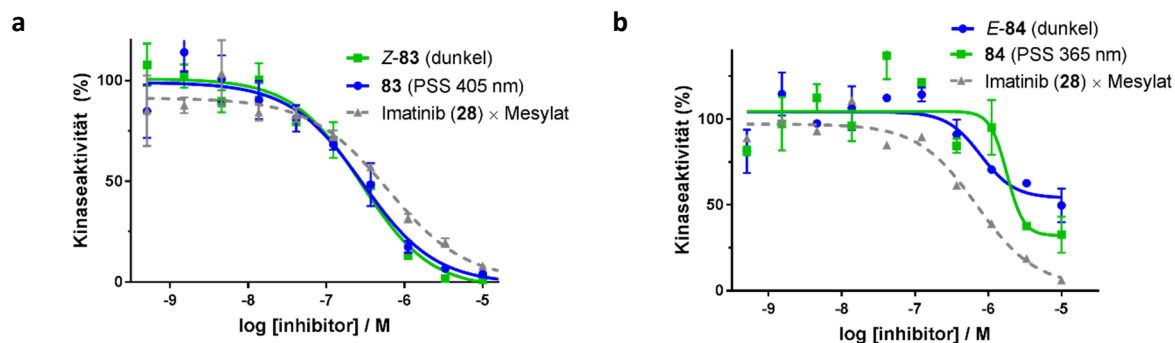 a
Z-83 (dunkel)
83 (PSS 405 nm)
Imatinib (28) × Mesylat
Kinaseaktivität (%)
100
50
0
-9 -8 -7 -6 -5
log [inhibitor] / M
b
E-84 (dunkel)
84 (PSS 365 nm)
Imatinib (28) × Mesylat
Kinaseaktivität (%)
100
50
0
-9 -8 -7 -6 -5
log [inhibitor] / M